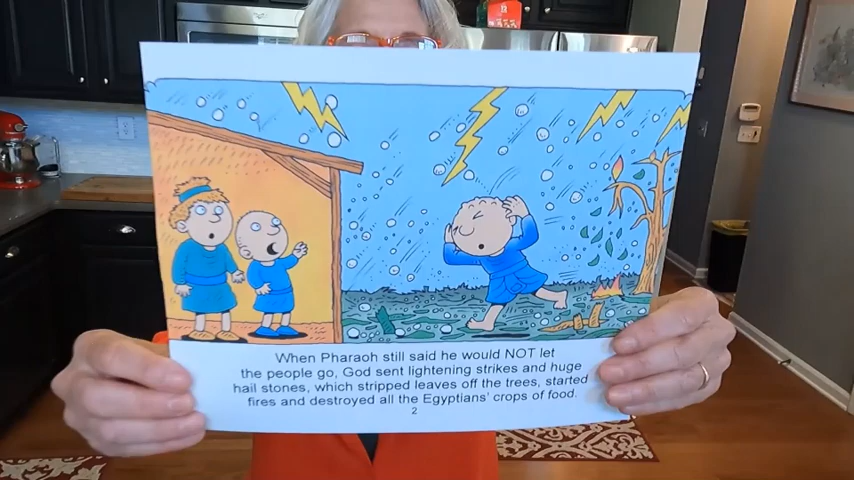 When Pharaoh still said he would NOT let
the people go, God sent lightening strikes and huge
hail stones, which stripped leaves off the trees, started
fires and destroyed all the Egyptians' crops of food.
2